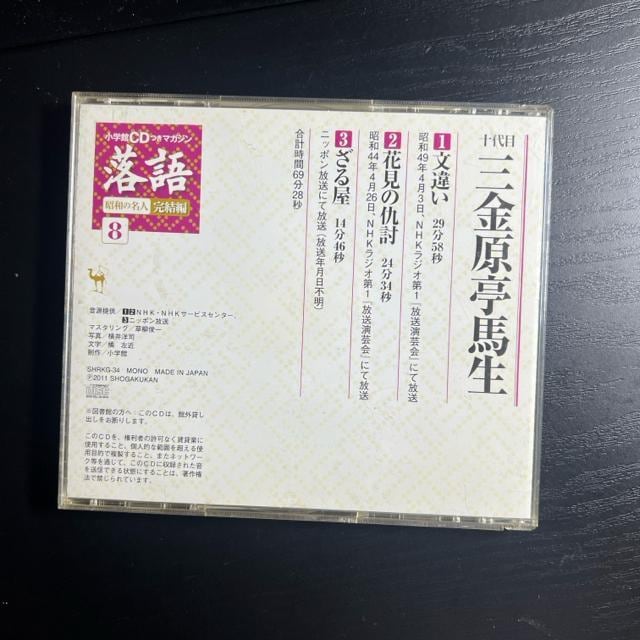 十代目
三金原亭馬生
1 文違い 29分58秒
昭和49年4月3日、NHKラジオ第1「放送演芸会」にて放送
2 花見の仇討 24分34秒
昭和44年4月26日、NHKラジオ第1「放送演芸会」にて放送
3 ざる屋 14分46秒
ニッポン放送にて放送(放送年月日不明)
合計時間69分28秒
小学館CDつきマガジン
落語
昭和の名人 完結編
8
音源提供/1 2 NHK・NHKサービスセンター、
3 ニッポン放送
マスタリング/草柳俊一
写真/横井洋司
文字/橘 左近
制作/小学館
SHRKG-34 MONO MADE IN JAPAN
Ⓟ2011 SHOGAKUKAN
※図書館の方へ:このCDは、館外貸し
出しをお断りします。
このCDを、権利者の許可なく賃貸業に
使用すること、個人的な範囲を超える使
用目的で複製すること、またネットワー
ク等を通じて、このCDに収録された音
を送信できる状態にすることは、著作権
法で禁じられています。